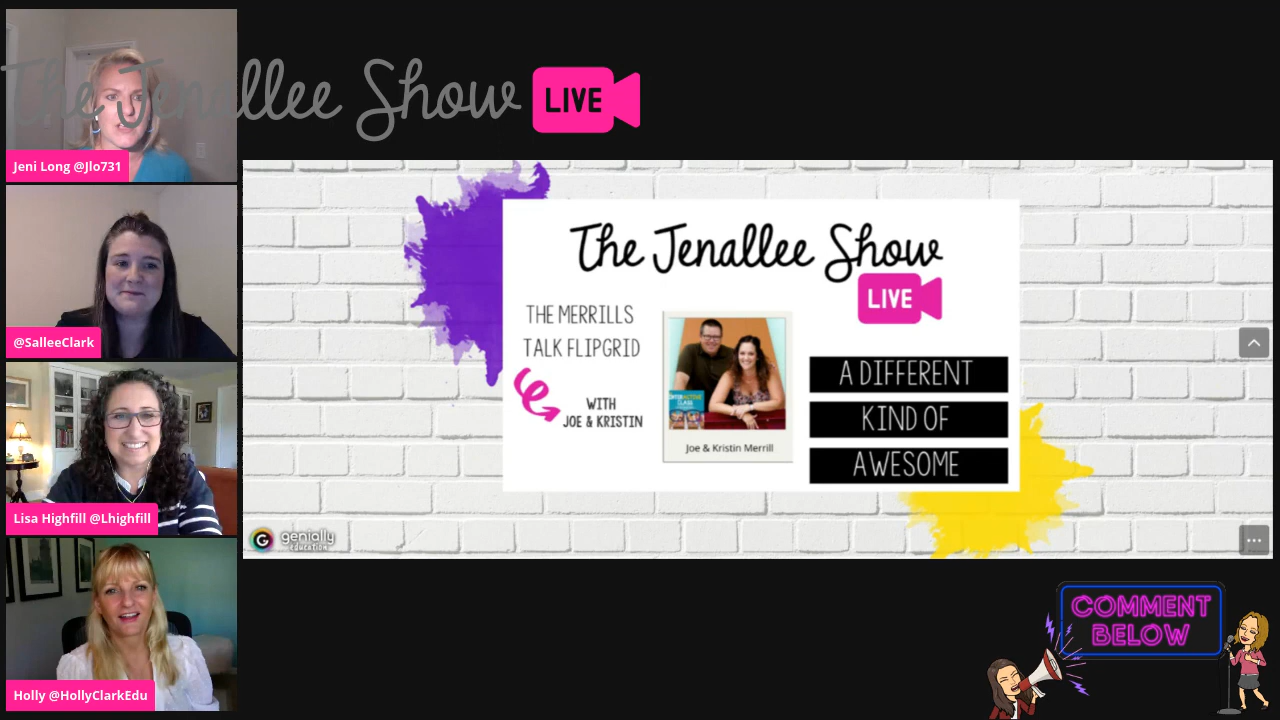 The Jenallee Show LIVE
Jeni Long @Jlo731
@SalleeClark
Lisa Highfill @Lhighfill
Holly @HollyClarkEdu
The Jenallee Show
LIVE
THE MERRILLS
TALK FLIPGRID
WITH
JOE & KRISTIN
Joe & Kristin Merrill
A DIFFERENT
KIND OF
AWESOME
G genially
EDUCATION
COMMENT
BELOW